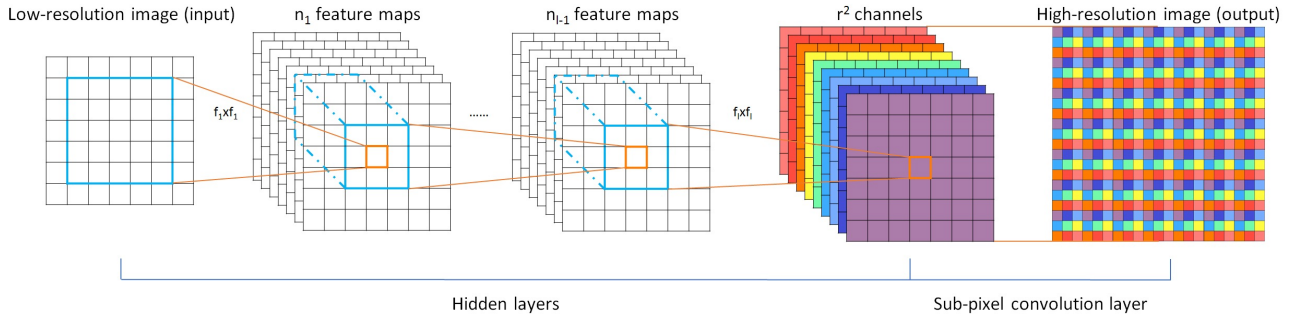 Low-resolution image (input)
n₁ feature maps
nₗ₋₁ feature maps
r² channels
High-resolution image (output)
f₁xf₁
......
fₗxfₗ
Hidden layers
Sub-pixel convolution layer